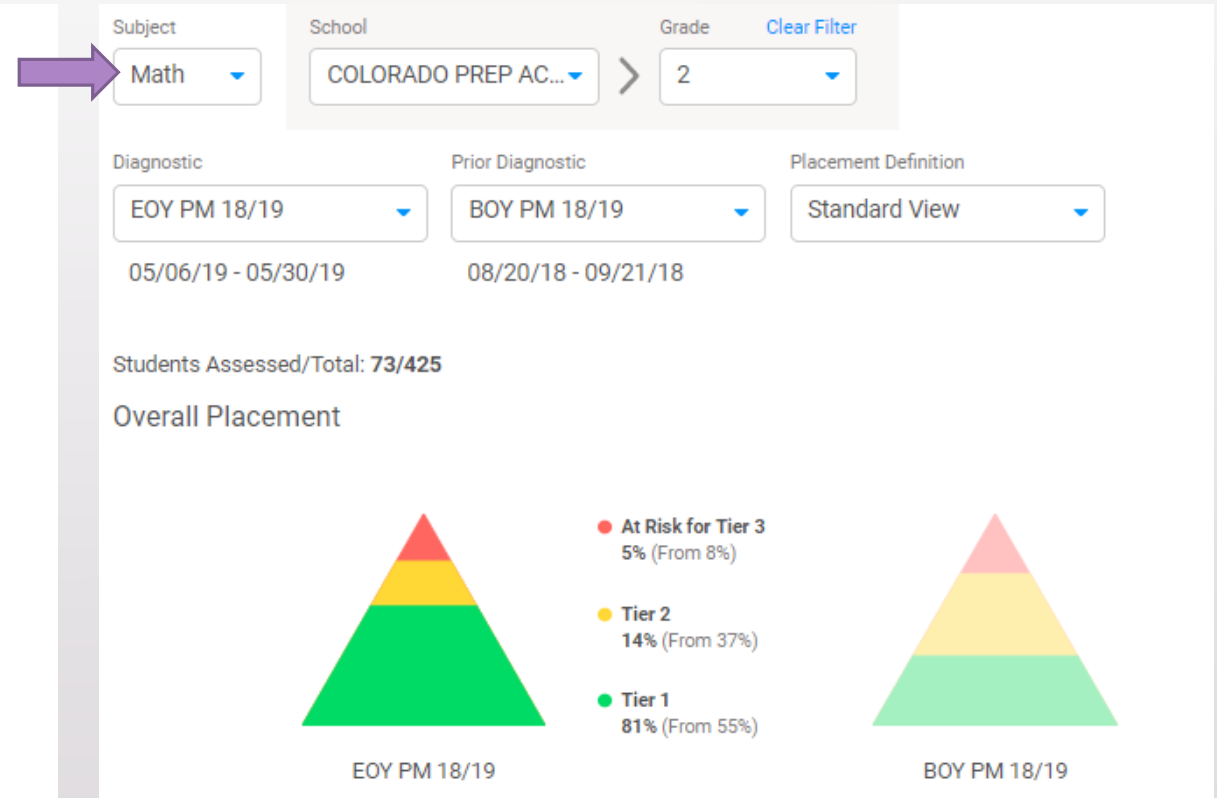 Subject School Grade Clear Filter
Math COLORADO PREP AC... 2
Diagnostic Prior Diagnostic Placement Definition
EOY PM 18/19 BOY PM 18/19 Standard View
05/06/19 - 05/30/19 08/20/18 - 09/21/18
Students Assessed/Total: 73/425
Overall Placement
At Risk for Tier 3
5% (From 8%)
Tier 2
14% (From 37%)
Tier 1
81% (From 55%)
EOY PM 18/19 BOY PM 18/19